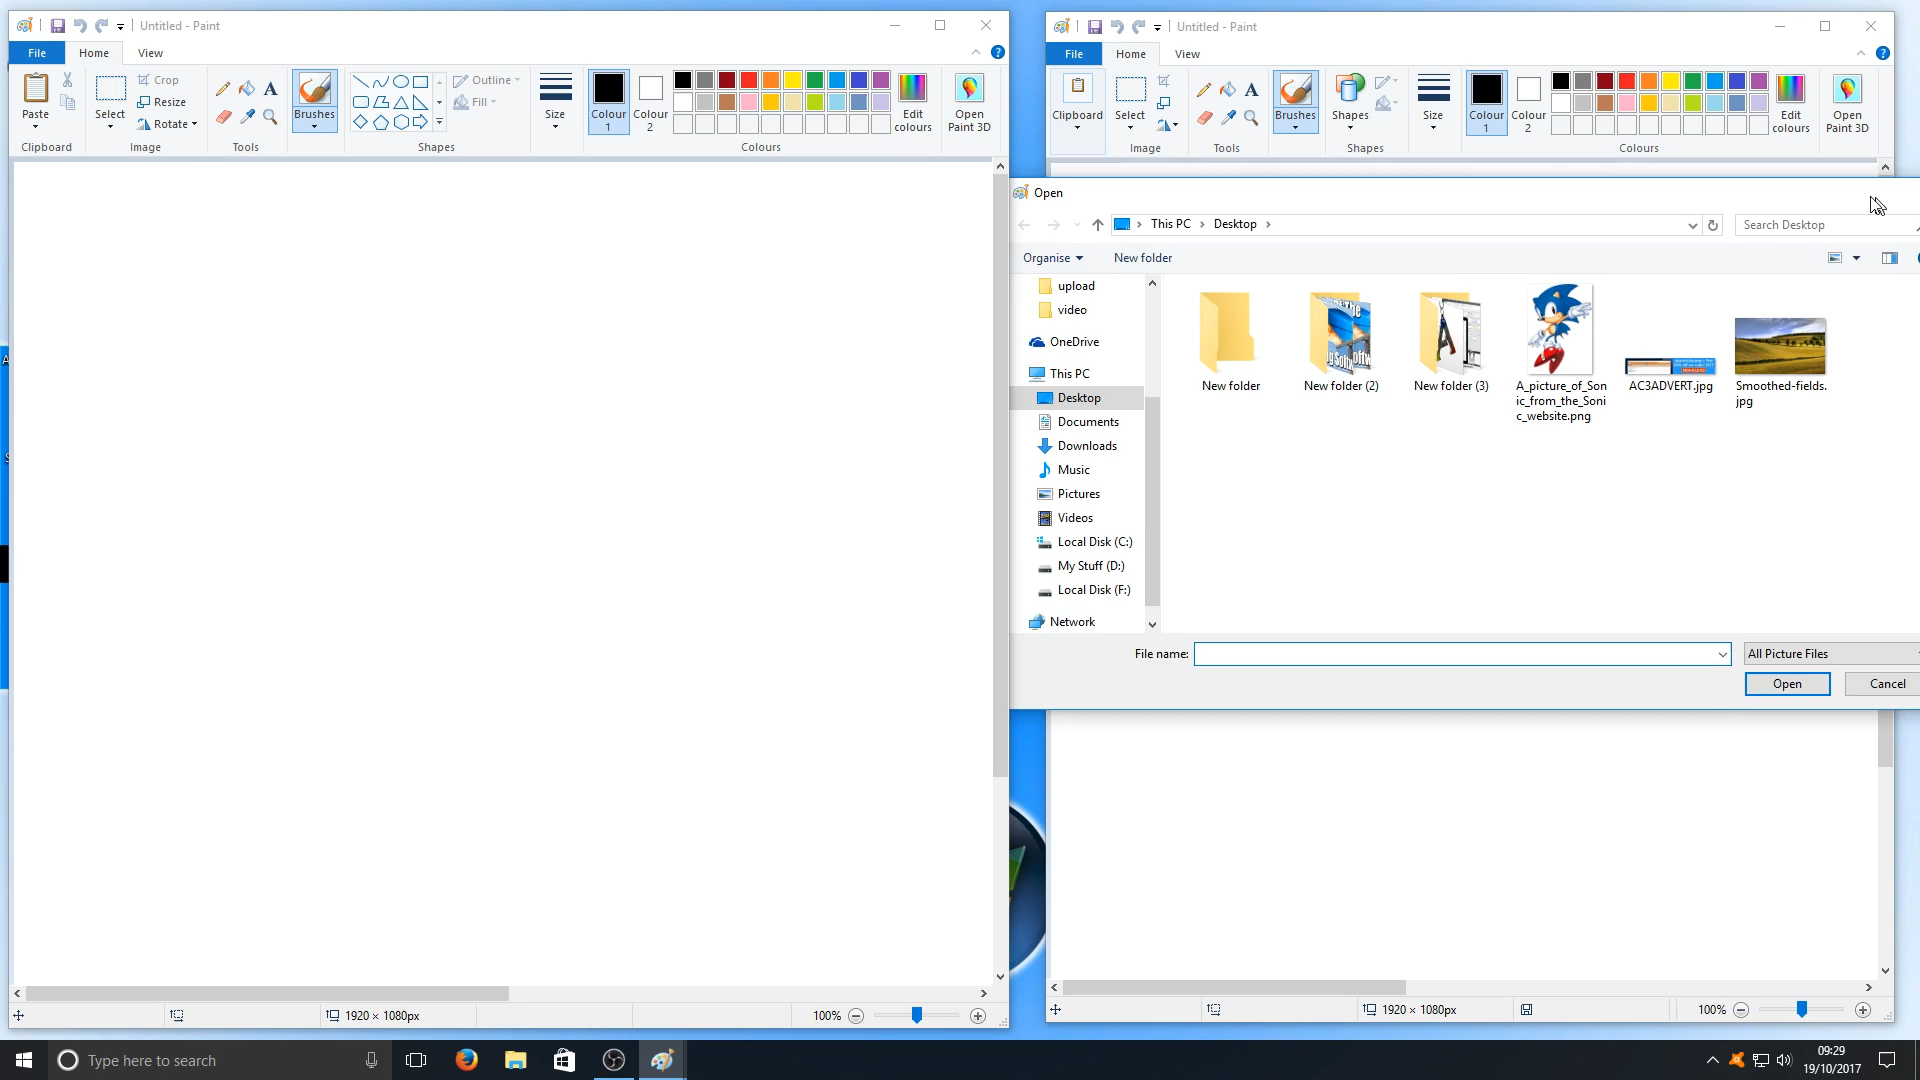 Untitled - Paint
File
Home
View
Paste
Clipboard
Select
Crop
Resize
Rotate
Image
Tools
Brushes
Outline
Fill
Shapes
Size
Colour 1
Colour 2
Edit colours
Colours
Open Paint 3D
1920 × 1080px
100%
Untitled - Paint
File
Home
View
Clipboard
Select
Image
Tools
Brushes
Shapes
Shapes
Size
Colour 1
Colour 2
Edit colours
Colours
Open Paint 3D
Open
This PC
Desktop
Search Desktop
Organise
New folder
upload
video
OneDrive
This PC
Desktop
Documents
Downloads
Music
Pictures
Videos
Local Disk (C:)
My Stuff (D:)
Local Disk (F:)
Network
New folder
New folder (2)
New folder (3)
A_picture_of_Son
ic_from_the_Soni
c_website.png
AC3ADVERT.jpg
Smoothed-fields.
jpg
File name:
All Picture Files
Open
Cancel
1920 × 1080px
100%
Type here to search
09:29
19/10/2017